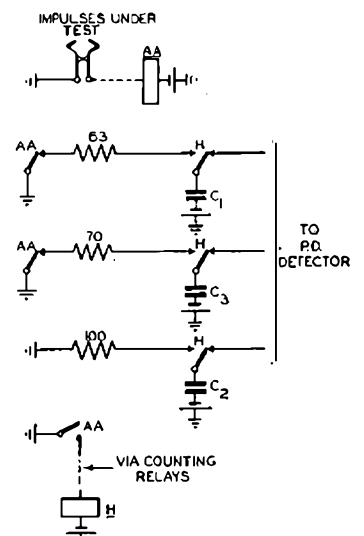 IMPULSES UNDER
TEST
AA
AA
63
H
C1
AA
70
H
C3
TO
P.D.
DETECTOR
100
H
C2
AA
VIA COUNTING
RELAYS
H